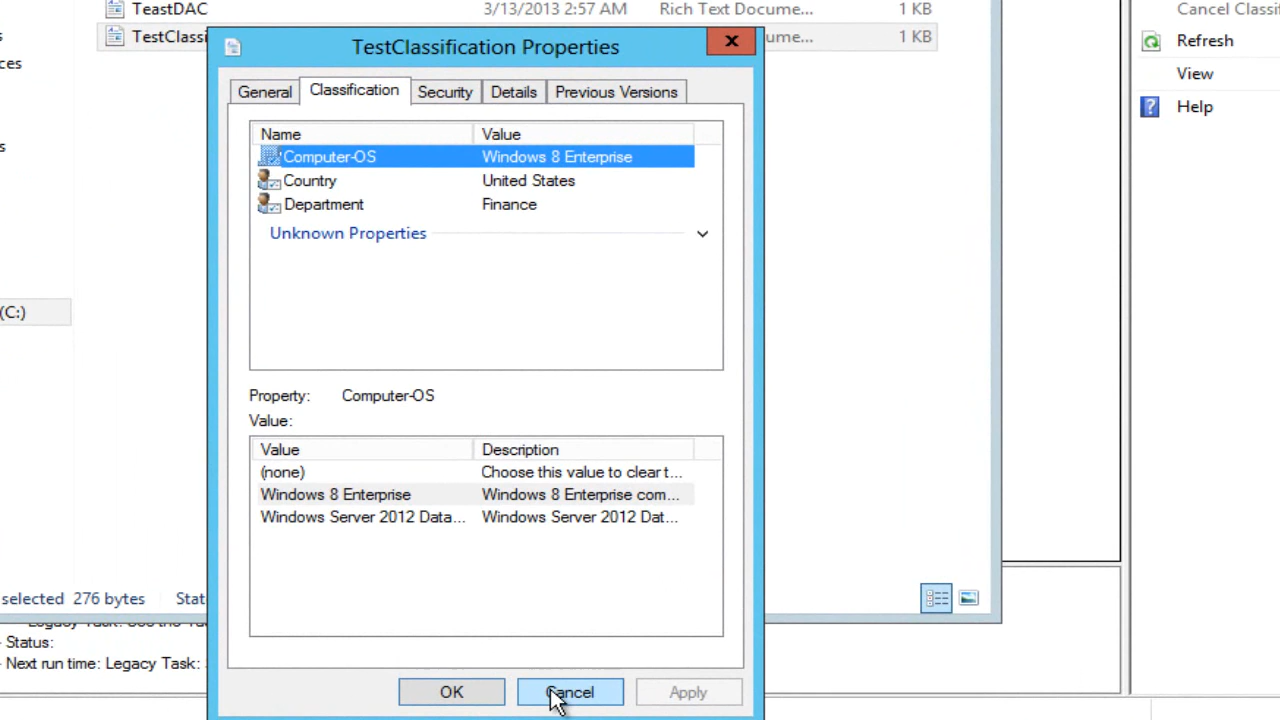 TeastDAC 3/13/2013 2:57 AM Rich Text Docume... 1 KB
TestClassi ume... 1 KB
Cancel Classi
Refresh
View
Help
ces
s
(C:)
TestClassification Properties
General Classification Security Details Previous Versions
Name Value
Computer-OS Windows 8 Enterprise
Country United States
Department Finance
Unknown Properties
Property: Computer-OS
Value:
Value Description
(none) Choose this value to clear t...
Windows 8 Enterprise Windows 8 Enterprise com...
Windows Server 2012 Data... Windows Server 2012 Dat...
OK Cancel Apply
selected 276 bytes Stat
Legacy Task:
- Status:
- Next run time: Legacy Task: